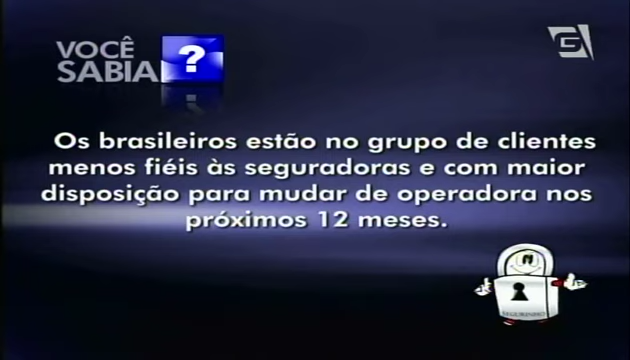 VOCÊ
SABIA
?
G
Os brasileiros estão no grupo de clientes
menos fiéis às seguradoras e com maior
disposição para mudar de operadora nos
próximos 12 meses.
SEGURINHO